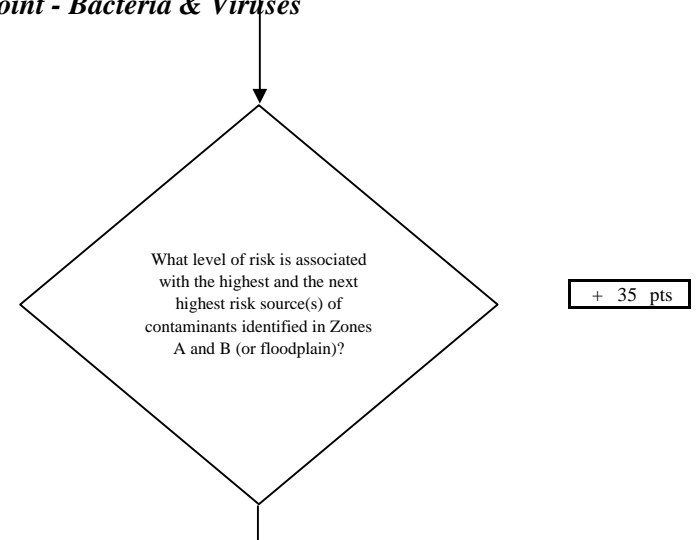 oint - Bacteria & Viruses
What level of risk is associated
with the highest and the next
highest risk source(s) of
contaminants identified in Zones
A and B (or floodplain)?
+ 35 pts